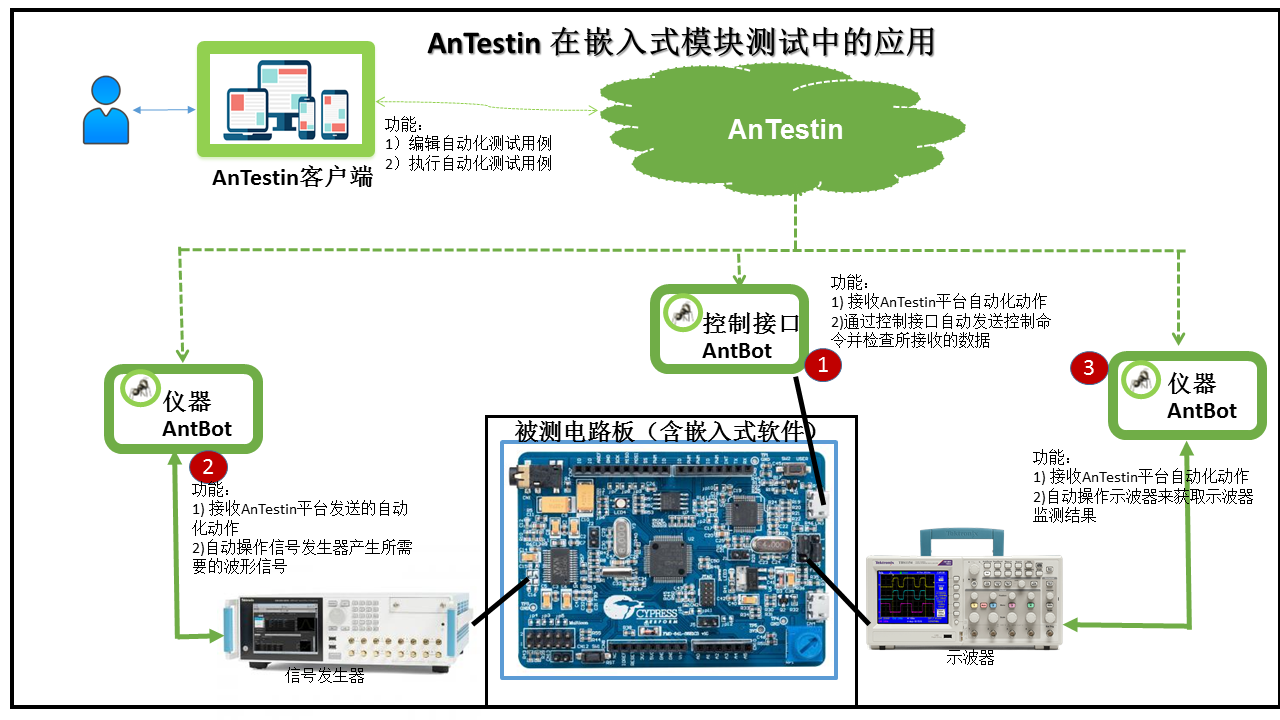 AnTestin 在嵌入式模块测试中的应用
AnTestin
功能：
1）编辑自动化测试用例
2）执行自动化测试用例
AnTestin客户端
功能：
1) 接收AnTestin平台自动化动作
2)通过控制接口自动发送控制命
令并检查所接收的数据
控制接口
AntBot
1
3
仪器
AntBot
仪器
AntBot
2
被测电路板（含嵌入式软件）
功能：
1) 接收AnTestin平台自动化动作
2)自动操作示波器来获取示波器
监测结果
功能：
1) 接收AnTestin平台发送的自动
化动作
2)自动操作信号发生器产生所需
要的波形信号
CYPRESS
信号发生器
示波器